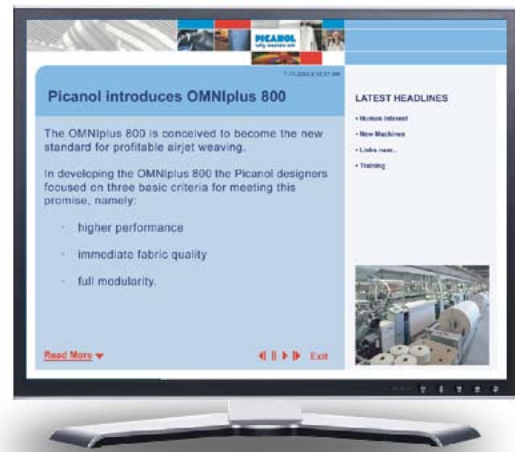 PICANOL
Picanol introduces OMNIplus 800
The OMNIplus 800 is conceived to become the new
standard for profitable airjet weaving.
In developing the OMNIplus 800 the Picanol designers
focused on three basic criteria for meeting this
promise, namely:
- higher performance
- immediate fabric quality
- full modularity.
Read More
Exit
LATEST HEADLINES
• Human Interest
• New Machines
• Links near..
• Training